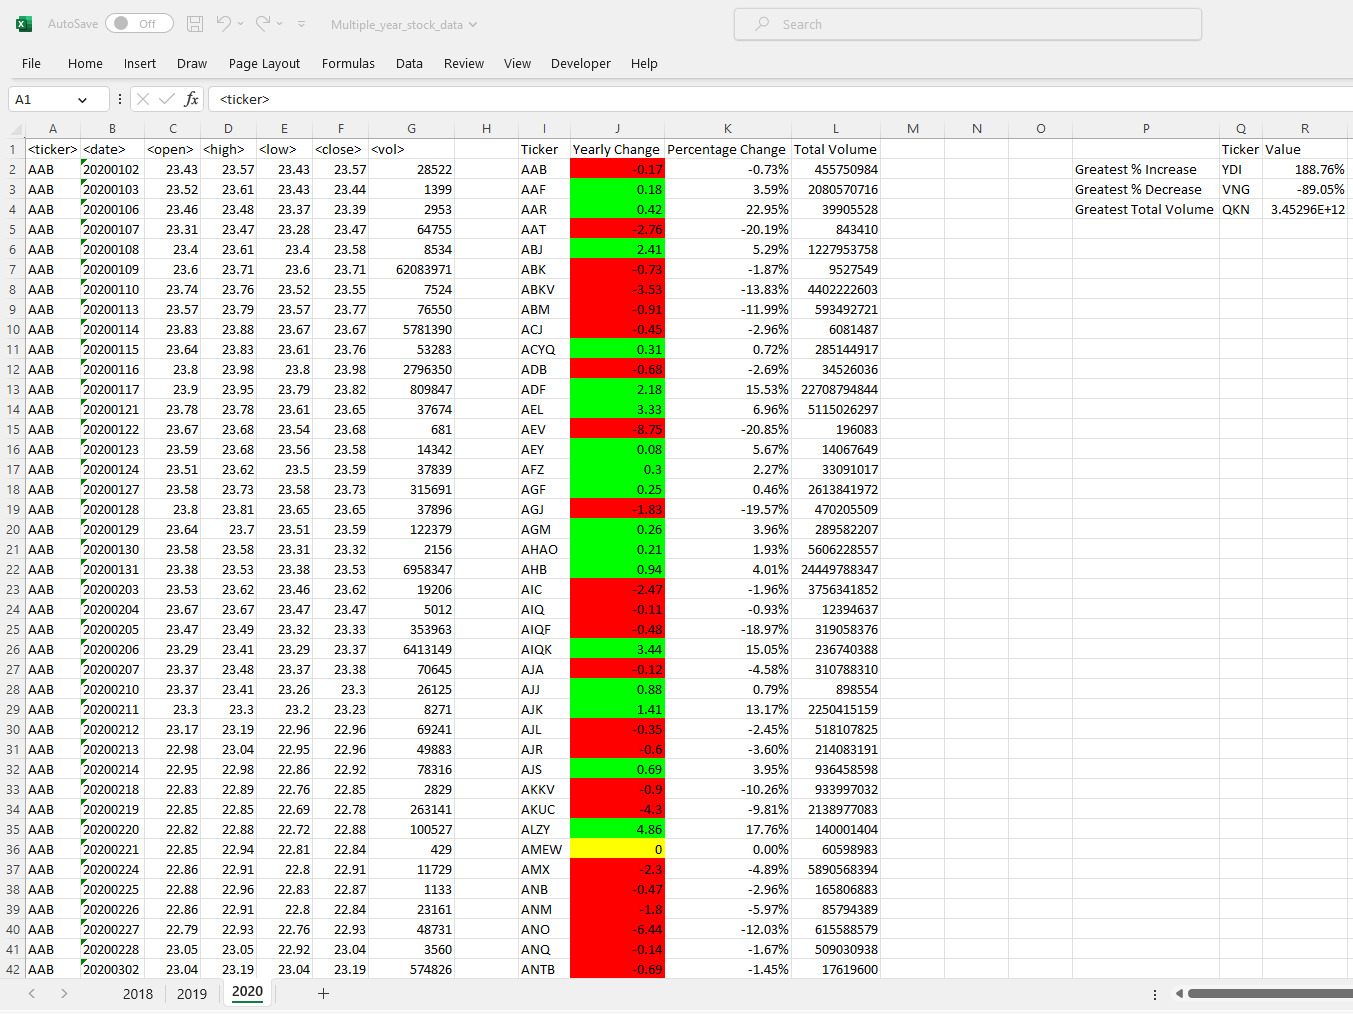 AutoSave Off Multiple_year_stock_data Search
File Home Insert Draw Page Layout Formulas Data Review View Developer Help
A1 fx <ticker>
A B C D E F G H I J K L M N O P Q R
1 <ticker> <date> <open> <high> <low> <close> <vol> Ticker Yearly Change Percentage Change Total Volume Ticker Value
2 AAB 20200102 23.43 23.57 23.43 23.57 28522 AAB -0.17 -0.73% 455750984 Greatest % Increase YDI 188.76%
3 AAB 20200103 23.52 23.61 23.43 23.44 1399 AAF 0.18 3.59% 2080570716 Greatest % Decrease VNG -89.05%
4 AAB 20200106 23.46 23.48 23.37 23.39 2953 AAR 0.42 22.95% 39905528 Greatest Total Volume QKN 3.45296E+12
5 AAB 20200107 23.31 23.47 23.28 23.47 64755 AAT -2.76 -20.19% 843410
6 AAB 20200108 23.4 23.61 23.4 23.58 8534 ABJ 2.41 5.29% 1227953758
7 AAB 20200109 23.6 23.71 23.6 23.71 62083971 ABK -0.73 -1.87% 9527549
8 AAB 20200110 23.74 23.76 23.52 23.55 7524 ABKV -3.53 -13.83% 4402222603
9 AAB 20200113 23.57 23.79 23.57 23.77 76550 ABM -0.91 -11.99% 593492721
10 AAB 20200114 23.83 23.88 23.67 23.67 5781390 ACJ -0.45 -2.96% 6081487
11 AAB 20200115 23.64 23.83 23.61 23.76 53283 ACYQ 0.31 0.72% 285144917
12 AAB 20200116 23.8 23.98 23.8 23.98 2796350 ADB -0.68 -2.69% 34526036
13 AAB 20200117 23.9 23.95 23.79 23.82 809847 ADF 2.18 15.53% 22708794844
14 AAB 20200121 23.78 23.78 23.61 23.65 37674 AEL 3.33 6.96% 5115026297
15 AAB 20200122 23.67 23.68 23.54 23.68 681 AEV -8.75 -20.85% 196083
16 AAB 20200123 23.59 23.68 23.56 23.58 14342 AEY 0.08 5.67% 14067649
17 AAB 20200124 23.51 23.62 23.5 23.59 37839 AFZ 0.3 2.27% 33091017
18 AAB 20200127 23.58 23.73 23.58 23.73 315691 AGF 0.25 0.46% 2613841972
19 AAB 20200128 23.8 23.81 23.65 23.65 37896 AGJ -1.83 -19.57% 470205509
20 AAB 20200129 23.64 23.7 23.51 23.59 122379 AGM 0.26 3.96% 289582207
21 AAB 20200130 23.58 23.58 23.31 23.32 2156 AHAO 0.21 1.93% 5606228557
22 AAB 20200131 23.38 23.53 23.38 23.53 6958347 AHB 0.94 4.01% 24449788347
23 AAB 20200203 23.53 23.62 23.46 23.62 19206 AIC -2.47 -1.96% 3756341852
24 AAB 20200204 23.67 23.67 23.47 23.47 5012 AIQ -0.11 -0.93% 12394637
25 AAB 20200205 23.47 23.49 23.32 23.33 353963 AIQF -0.48 -18.97% 319058376
26 AAB 20200206 23.29 23.41 23.29 23.37 6413149 AIQK 3.44 15.05% 236740388
27 AAB 20200207 23.37 23.48 23.37 23.38 70645 AJA -0.12 -4.58% 310788310
28 AAB 20200210 23.37 23.41 23.26 23.3 26125 AJJ 0.88 0.79% 898554
29 AAB 20200211 23.3 23.3 23.2 23.23 8271 AJK 1.41 13.17% 2250415159
30 AAB 20200212 23.17 23.19 22.96 22.96 69241 AJL -0.35 -2.45% 518107825
31 AAB 20200213 22.98 23.04 22.95 22.96 49883 AJR -0.6 -3.60% 214083191
32 AAB 20200214 22.95 22.98 22.86 22.92 78316 AJS 0.69 3.95% 936458598
33 AAB 20200218 22.83 22.89 22.76 22.85 2829 AKKV -0.9 -10.26% 933997032
34 AAB 20200219 22.85 22.85 22.69 22.78 263141 AKUC -4.3 -9.81% 2138977083
35 AAB 20200220 22.82 22.88 22.72 22.88 100527 ALZY 4.86 17.76% 140001404
36 AAB 20200221 22.85 22.94 22.81 22.84 429 AMEW 0 0.00% 60598983
37 AAB 20200224 22.86 22.91 22.8 22.91 11729 AMX -2.3 -4.89% 5890568394
38 AAB 20200225 22.88 22.96 22.83 22.87 1133 ANB -0.47 -2.96% 165806883
39 AAB 20200226 22.86 22.91 22.8 22.84 23161 ANM -1.8 -5.97% 85794389
40 AAB 20200227 22.79 22.93 22.76 22.93 48731 ANO -6.44 -12.03% 615588579
41 AAB 20200228 23.05 23.05 22.92 23.04 3560 ANQ -0.14 -1.67% 509030938
42 AAB 20200302 23.04 23.19 23.04 23.19 574826 ANTB -0.69 -1.45% 17619600
2018 2019 2020